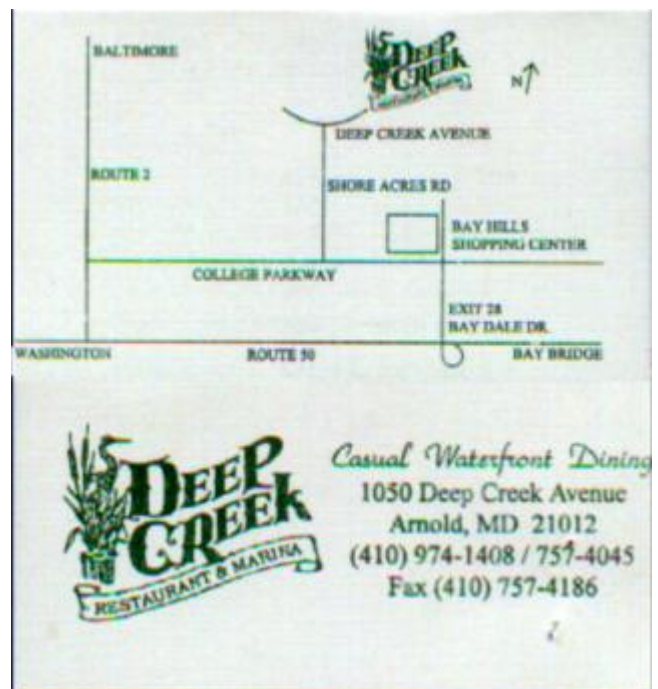 BALTIMORE
DEEP
CREEK
N
DEEP CREEK AVENUE
ROUTE 2
SHORE ACRES RD
BAY HILLS
SHOPPING CENTER
COLLEGE PARKWAY
EXIT 28
BAY DALE DR.
WASHINGTON
ROUTE 50
BAY BRIDGE
DEEP
CREEK
RESTAURANT & MARINA
Casual Waterfront Dining
1050 Deep Creek Avenue
Arnold, MD 21012
(410) 974-1408 / 757-4045
Fax (410) 757-4186